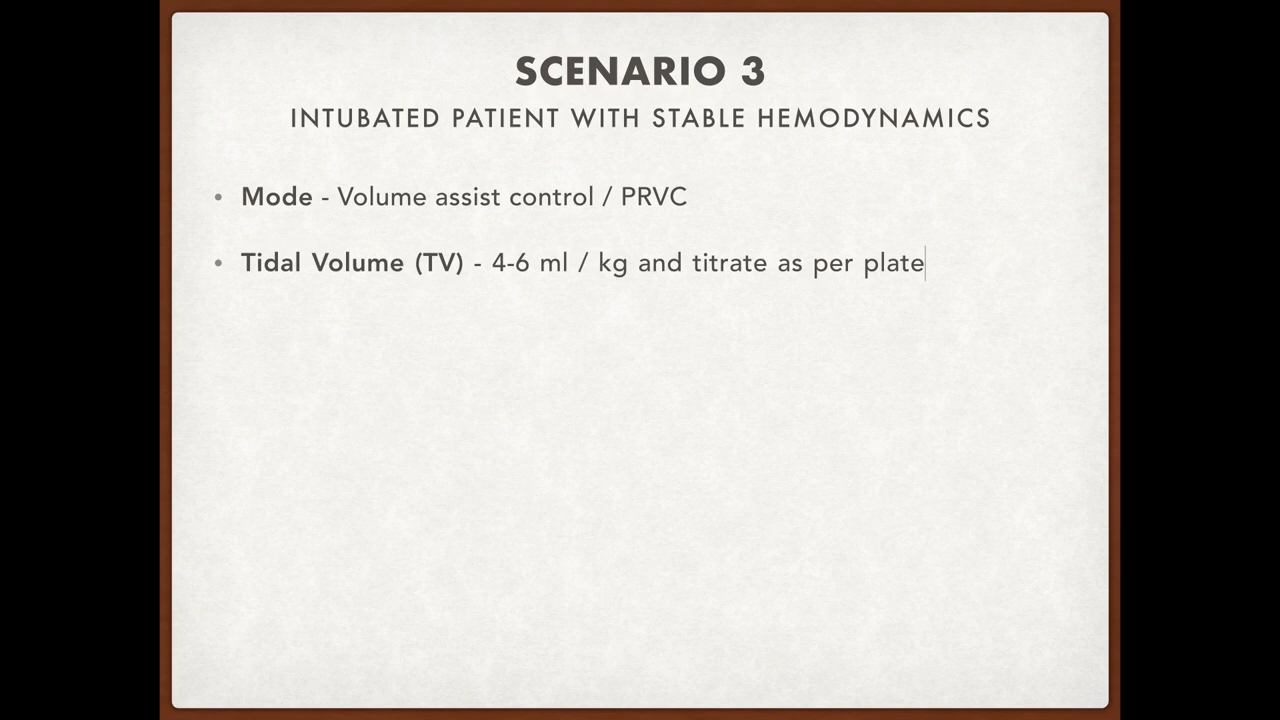 SCENARIO 3
INTUBATED PATIENT WITH STABLE HEMODYNAMICS
• Mode - Volume assist control / PRVC
• Tidal Volume (TV) - 4-6 ml / kg and titrate as per plate